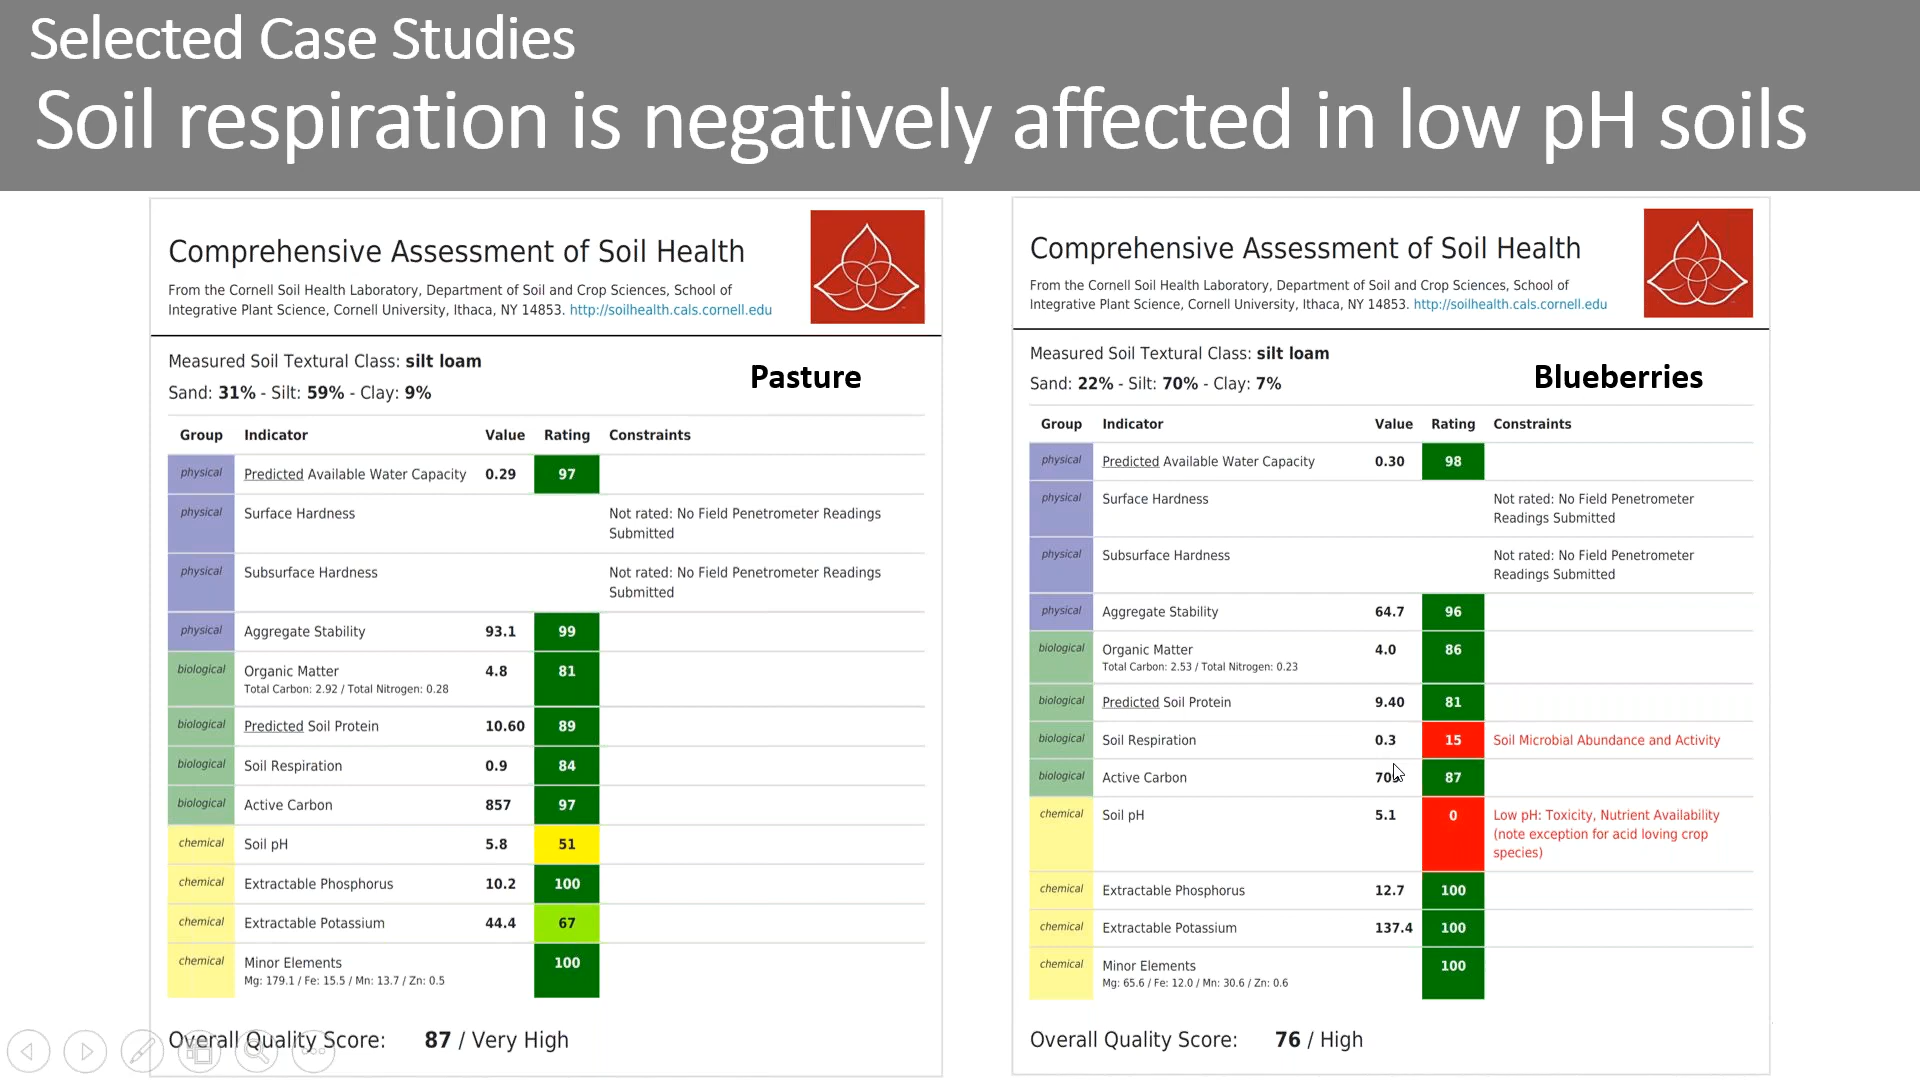 Selected Case Studies
Soil respiration is negatively affected in low pH soils
Comprehensive Assessment of Soil Health
From the Cornell Soil Health Laboratory, Department of Soil and Crop Sciences, School of
Integrative Plant Science, Cornell University, Ithaca, NY 14853. http://soilhealth.cals.cornell.edu
Measured Soil Textural Class: silt loam
Sand: 31% - Silt: 59% - Clay: 9%
Pasture
Group Indicator Value Rating Constraints
physical Predicted Available Water Capacity 0.29 97
physical Surface Hardness Not rated: No Field Penetrometer Readings
Submitted
physical Subsurface Hardness Not rated: No Field Penetrometer Readings
Submitted
physical Aggregate Stability 93.1 99
biological Organic Matter 4.8 81
Total Carbon: 2.92 / Total Nitrogen: 0.28
biological Predicted Soil Protein 10.60 89
biological Soil Respiration 0.9 84
biological Active Carbon 857 97
chemical Soil pH 5.8 51
chemical Extractable Phosphorus 10.2 100
chemical Extractable Potassium 44.4 67
chemical Minor Elements 100
Mg: 179.1 / Fe: 15.5 / Mn: 13.7 / Zn: 0.5
Overall Quality Score: 87 / Very High
Comprehensive Assessment of Soil Health
From the Cornell Soil Health Laboratory, Department of Soil and Crop Sciences, School of
Integrative Plant Science, Cornell University, Ithaca, NY 14853. http://soilhealth.cals.cornell.edu
Measured Soil Textural Class: silt loam
Sand: 22% - Silt: 70% - Clay: 7%
Blueberries
Group Indicator Value Rating Constraints
physical Predicted Available Water Capacity 0.30 98
physical Surface Hardness Not rated: No Field Penetrometer
Readings Submitted
physical Subsurface Hardness Not rated: No Field Penetrometer
Readings Submitted
physical Aggregate Stability 64.7 96
biological Organic Matter 4.0 86
Total Carbon: 2.53 / Total Nitrogen: 0.23
biological Predicted Soil Protein 9.40 81
biological Soil Respiration 0.3 15 Soil Microbial Abundance and Activity
biological Active Carbon 87
chemical Soil pH 5.1 0 Low pH: Toxicity, Nutrient Availability
(note exception for acid loving crop
species)
chemical Extractable Phosphorus 12.7 100
chemical Extractable Potassium 137.4 100
chemical Minor Elements 100
Mg: 65.6 / Fe: 12.0 / Mn: 30.6 / Zn: 0.6
Overall Quality Score: 76 / High